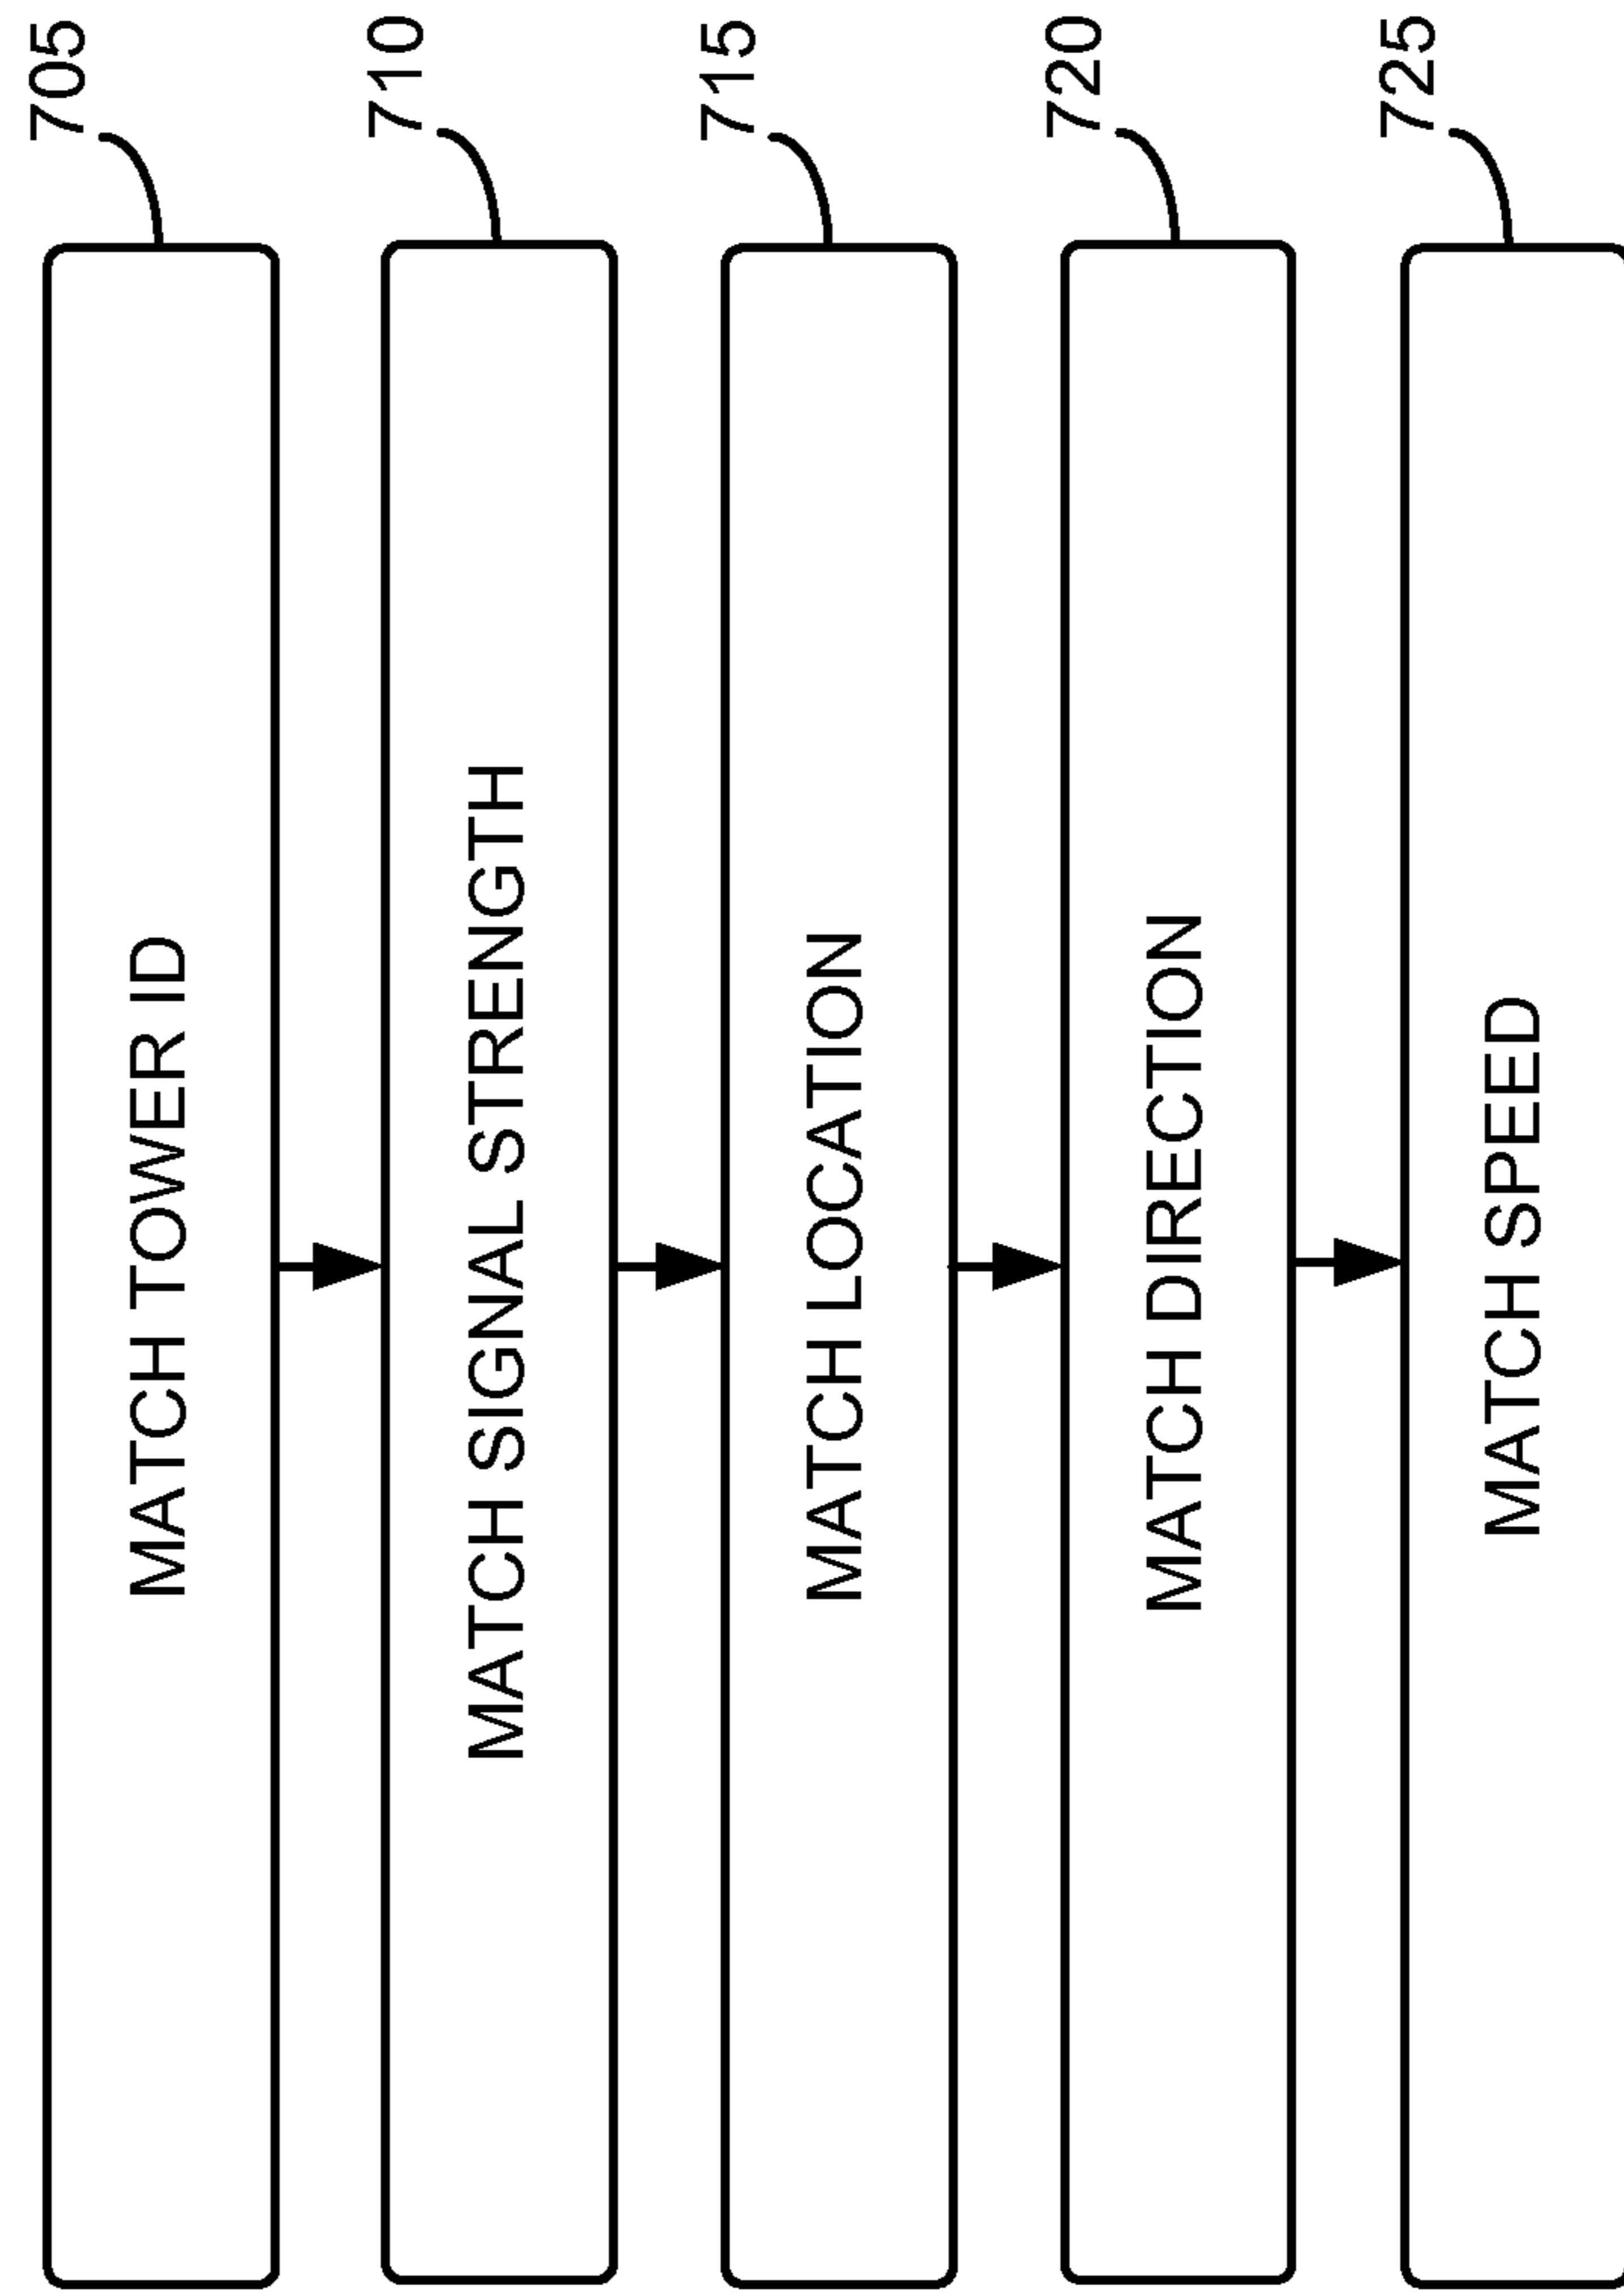 705
MATCH TOWER ID
710
MATCH SIGNAL STRENGTH
715
MATCH LOCATION
720
MATCH DIRECTION
725
MATCH SPEED